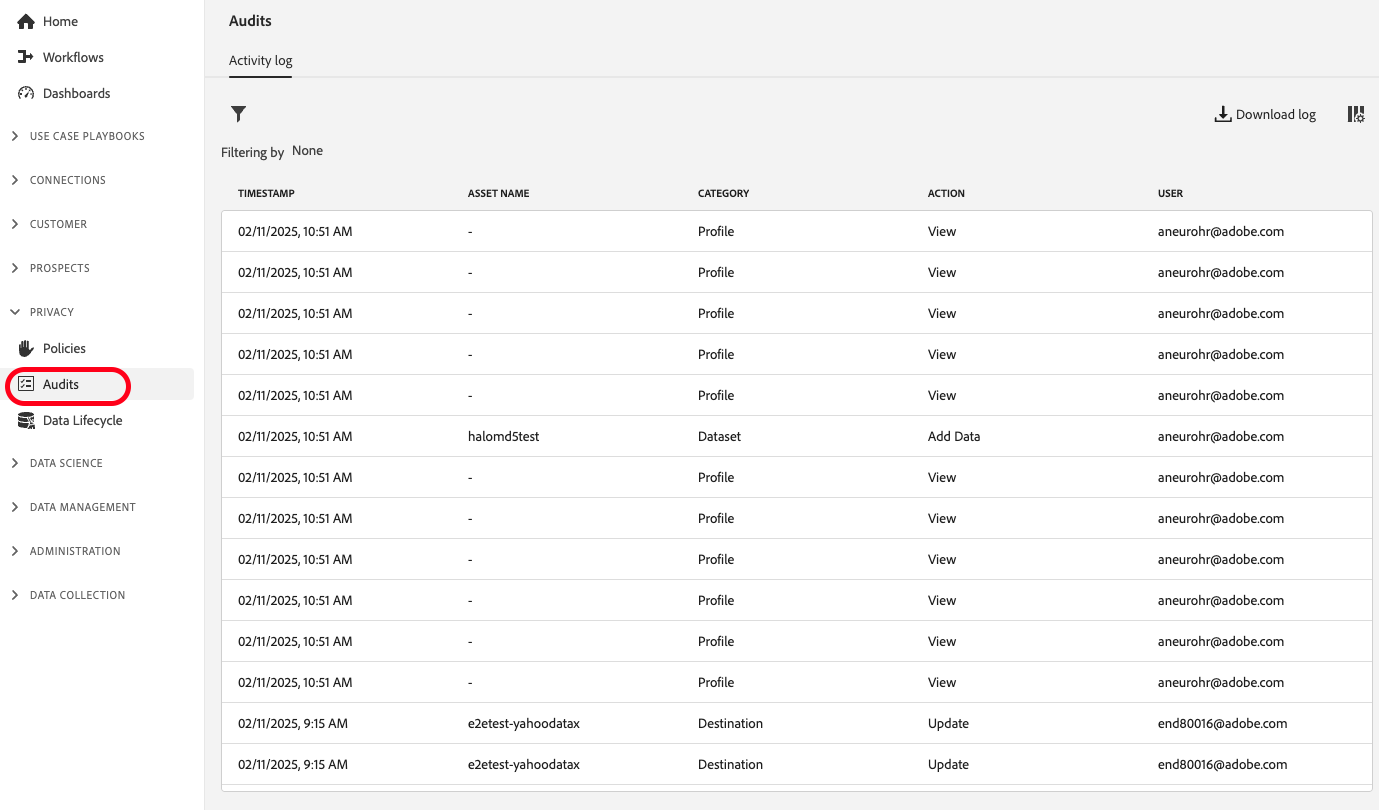 Home
Workflows
Dashboards
USE CASE PLAYBOOKS
CONNECTIONS
CUSTOMER
PROSPECTS
PRIVACY
Policies
Audits
Data Lifecycle
DATA SCIENCE
DATA MANAGEMENT
ADMINISTRATION
DATA COLLECTION
Audits
Activity log
Download log
Filtering by None
TIMESTAMP ASSET NAME CATEGORY ACTION USER
02/11/2025, 10:51 AM - Profile View aneurohr@adobe.com
02/11/2025, 10:51 AM - Profile View aneurohr@adobe.com
02/11/2025, 10:51 AM - Profile View aneurohr@adobe.com
02/11/2025, 10:51 AM - Profile View aneurohr@adobe.com
02/11/2025, 10:51 AM - Profile View aneurohr@adobe.com
02/11/2025, 10:51 AM halomd5test Dataset Add Data aneurohr@adobe.com
02/11/2025, 10:51 AM - Profile View aneurohr@adobe.com
02/11/2025, 10:51 AM - Profile View aneurohr@adobe.com
02/11/2025, 10:51 AM - Profile View aneurohr@adobe.com
02/11/2025, 10:51 AM - Profile View aneurohr@adobe.com
02/11/2025, 10:51 AM - Profile View aneurohr@adobe.com
02/11/2025, 10:51 AM - Profile View aneurohr@adobe.com
02/11/2025, 9:15 AM e2etest-yahoodatax Destination Update end80016@adobe.com
02/11/2025, 9:15 AM e2etest-yahoodatax Destination Update end80016@adobe.com